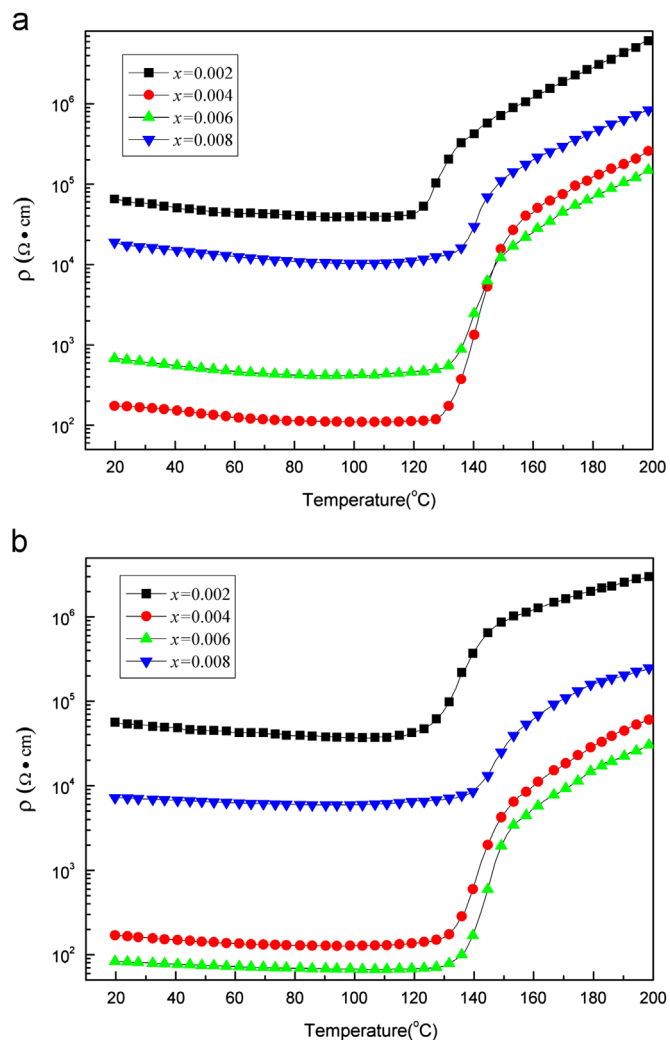 a
x=0.002
x=0.004
x=0.006
x=0.008
10⁶
10⁵
10⁴
10³
10²
ρ (Ω•cm)
20 40 60 80 100 120 140 160 180 200
Temperature(°C)
b
x=0.002
x=0.004
x=0.006
x=0.008
10⁶
10⁵
10⁴
10³
10²
ρ (Ω•cm)
20 40 60 80 100 120 140 160 180 200
Temperature(°C)